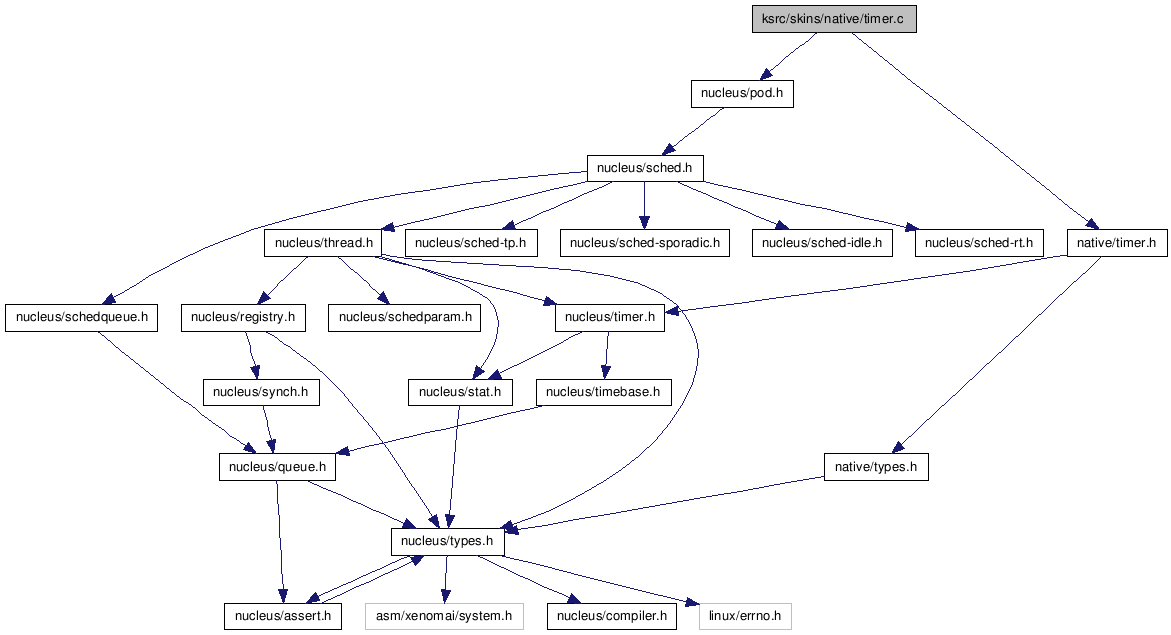 ksrc/skins/native/timer.c
nucleus/pod.h
nucleus/sched.h
nucleus/thread.h
nucleus/sched-tp.h
nucleus/sched-sporadic.h
nucleus/sched-idle.h
nucleus/sched-rt.h
native/timer.h
nucleus/schedqueue.h
nucleus/registry.h
nucleus/schedparam.h
nucleus/timer.h
nucleus/synch.h
nucleus/stat.h
nucleus/timebase.h
nucleus/queue.h
native/types.h
nucleus/types.h
nucleus/assert.h
asm/xenomai/system.h
nucleus/compiler.h
linux/errno.h